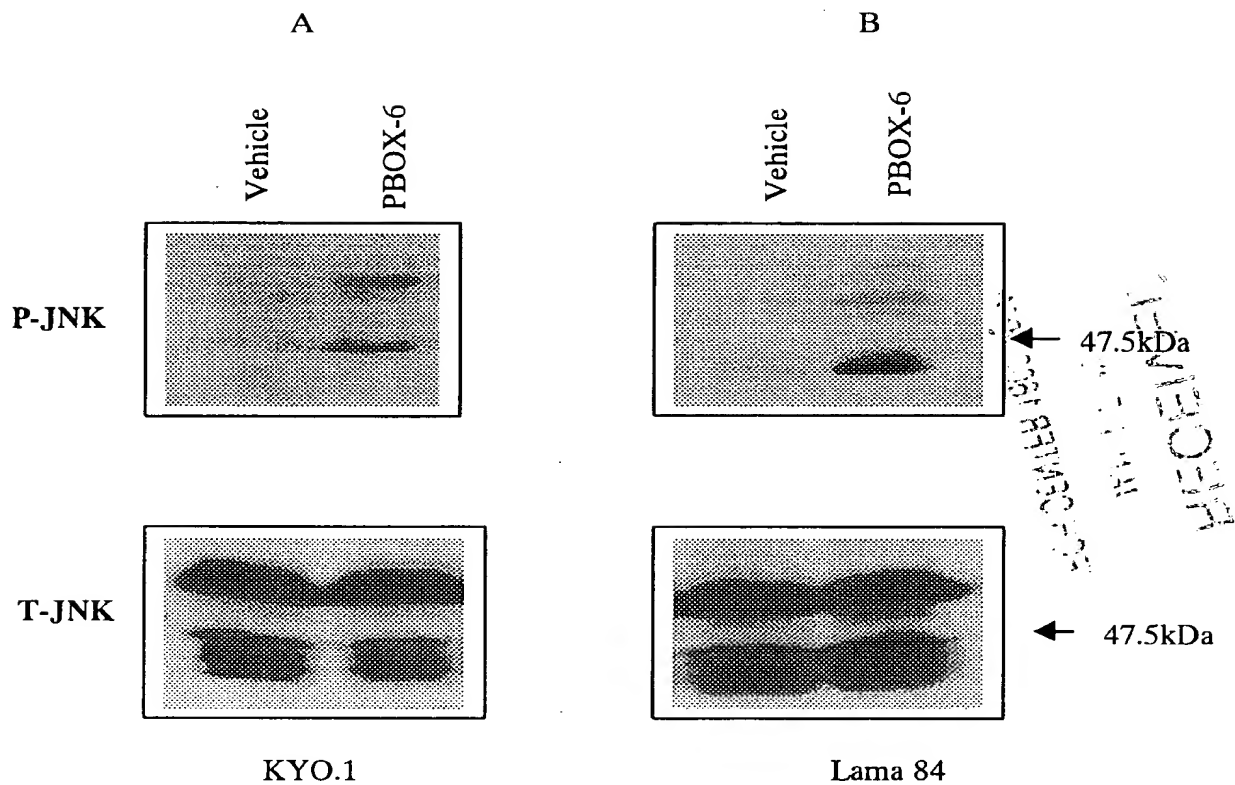 A
B
Vehicle
PBOX-6
Vehicle
PBOX-6
P-JNK
47.5kDa
T-JNK
47.5kDa
KYO.1
Lama 84